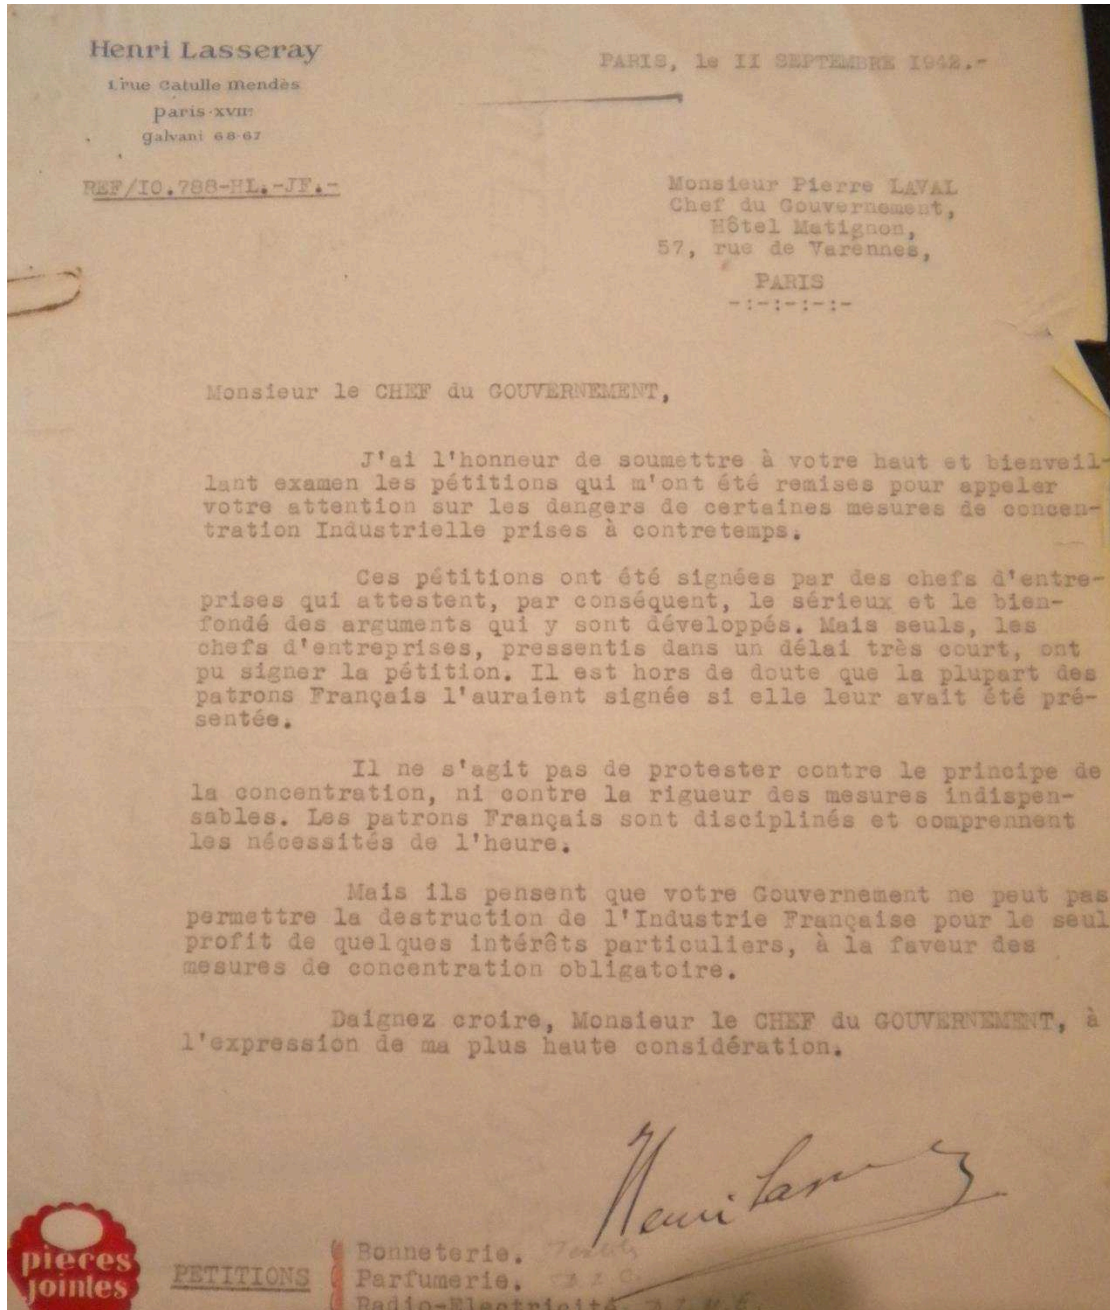 Henri Lasseray
1, rue Catulle Mendès
Paris-XVIIe
Galvani 68-67
PARIS, le II SEPTEMBRE 1942.-
REF/IO.788-HL.-JF.-
Monsieur Pierre LAVAL
Chef du Gouvernement,
Hôtel Matignon,
57, rue de Varennes,
PARIS
-:-:-:-:-
Monsieur le CHEF du GOUVERNEMENT,
J'ai l'honneur de soumettre à votre haut et bienveil-
lant examen les pétitions qui m'ont été remises pour appeler
votre attention sur les dangers de certaines mesures de concen-
tration Industrielle prises à contretemps.
Ces pétitions ont été signées par des chefs d'entre-
prises qui attestent, par conséquent, le sérieux et le bien-
fondé des arguments qui y sont développés. Mais seuls, les
chefs d'entreprises, pressentis dans un délai très court, ont
pu signer la pétition. Il est hors de doute que la plupart des
patrons Français l'auraient signée si elle leur avait été pré-
sentée.
Il ne s'agit pas de protester contre le principe de
la concentration, ni contre la rigueur des mesures indispen-
sables. Les patrons Français sont disciplinés et comprennent
les nécessités de l'heure.
Mais ils pensent que votre Gouvernement ne peut pas
permettre la destruction de l'Industrie Française pour le seul
profit de quelques intérêts particuliers, à la faveur des
mesures de concentration obligatoire.
Daignez croire, Monsieur le CHEF du GOUVERNEMENT, à
l'expression de ma plus haute considération.
Henri Lasseray
pièces
jointes
PETITIONS
Bonneterie.
Parfumerie.
Radio-Electricité.